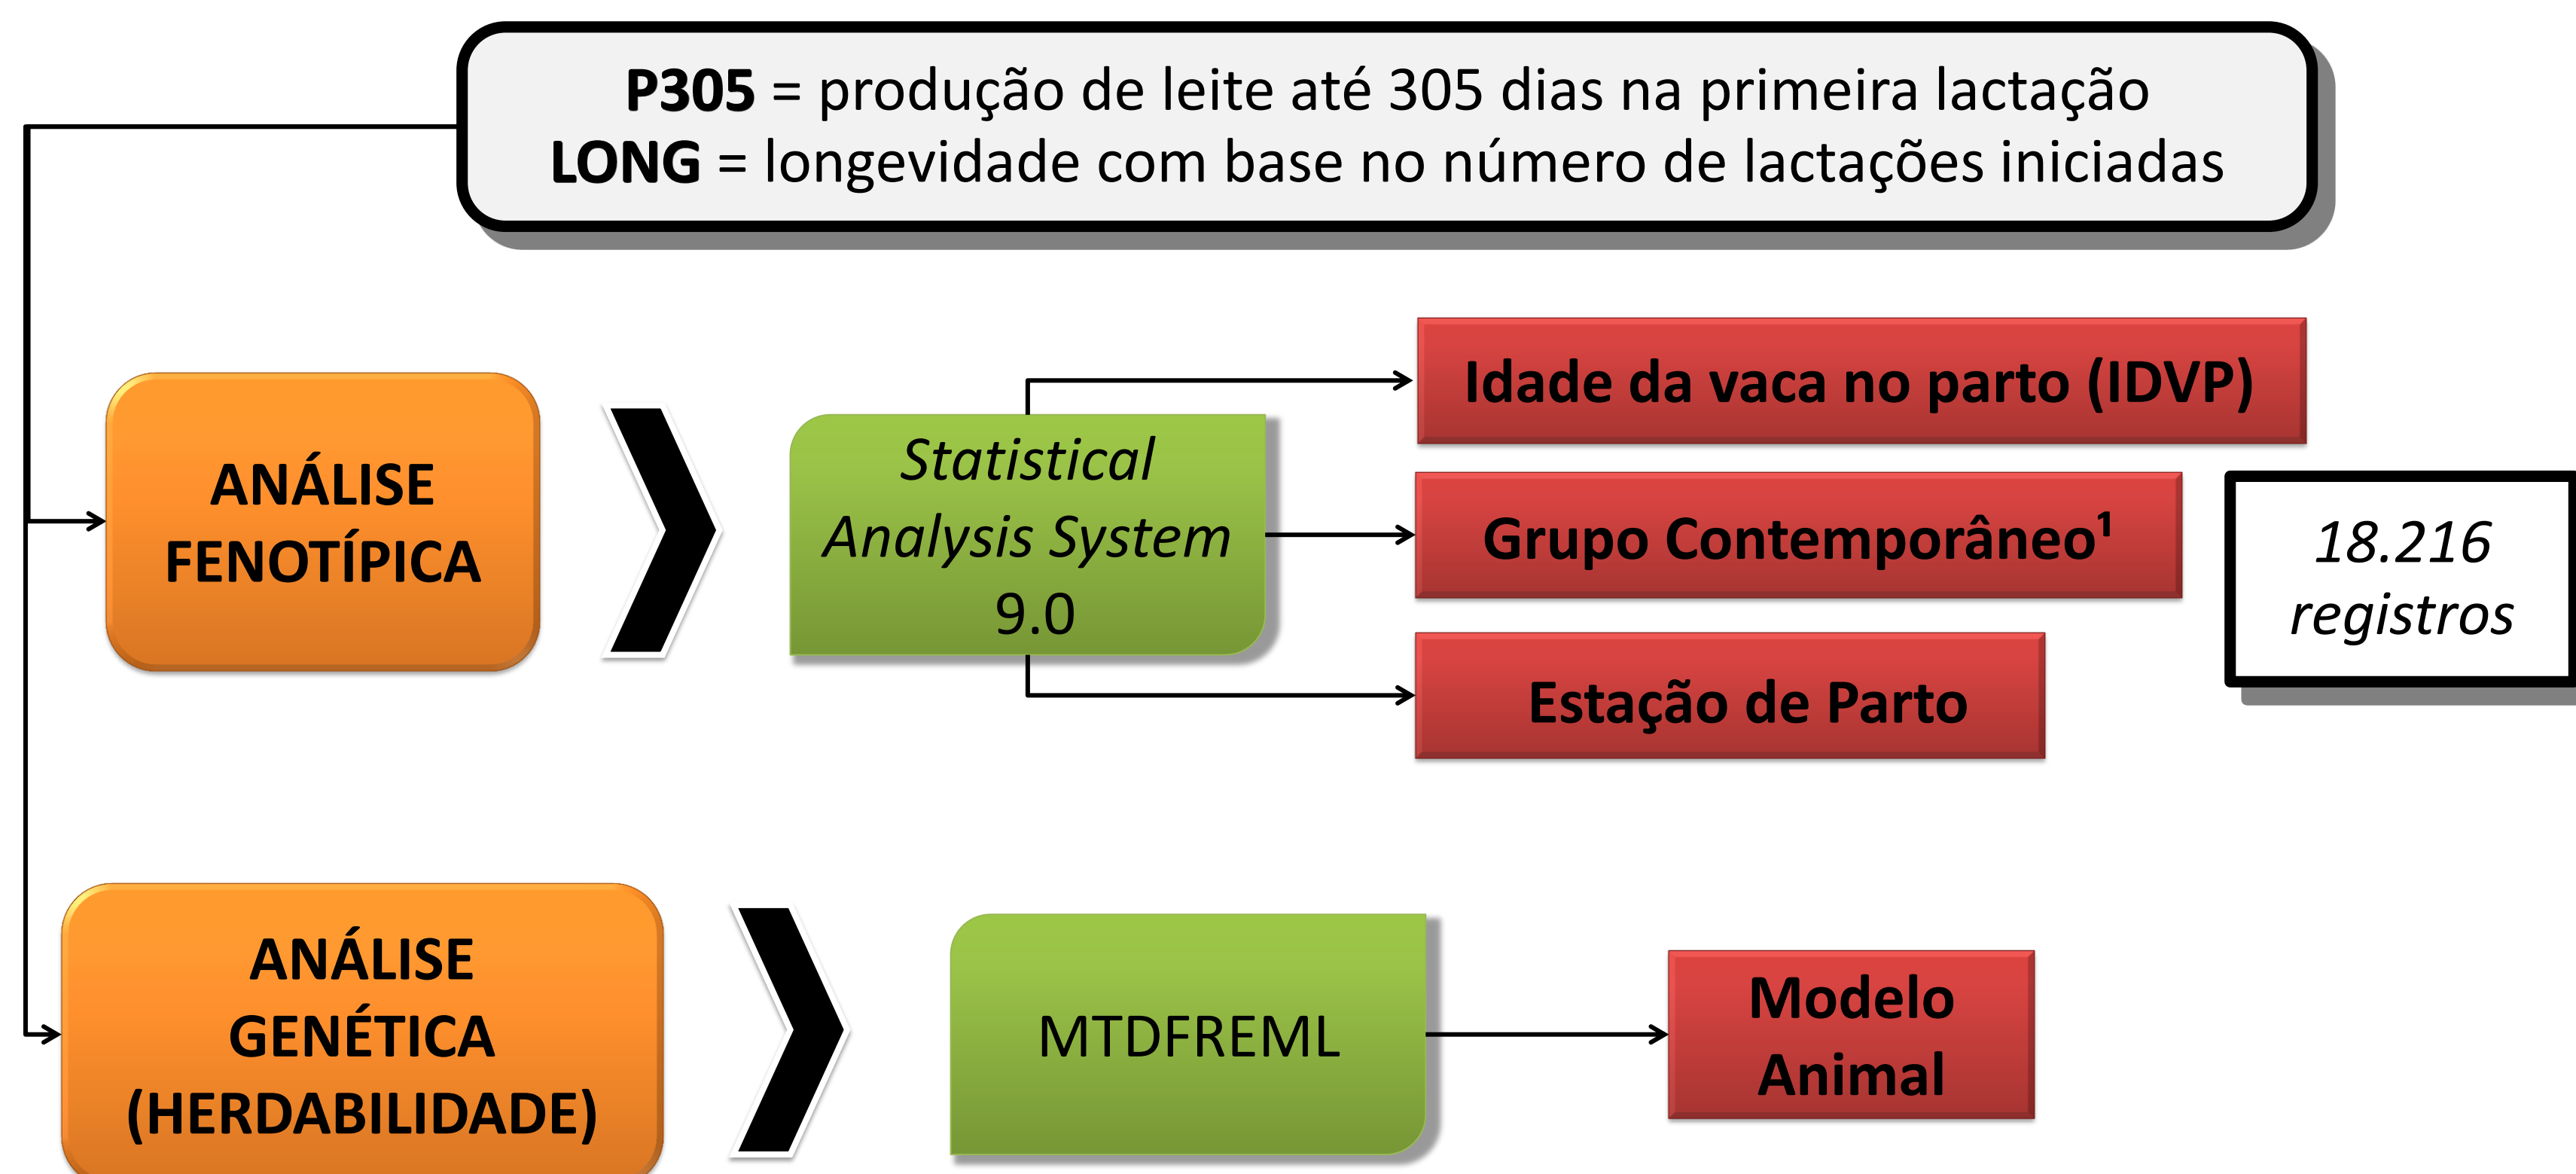 P305 = produção de leite até 305 dias na primeira lactação
LONG = longevidade com base no número de lactações iniciadas
ANÁLISE
FENOTÍPICA
Statistical
Analysis System
9.0
Idade da vaca no parto (IDVP)
Grupo Contemporâneo¹
Estação de Parto
18.216
registros
ANÁLISE
GENÉTICA
(HERDABILIDADE)
MTDFREML
Modelo
Animal